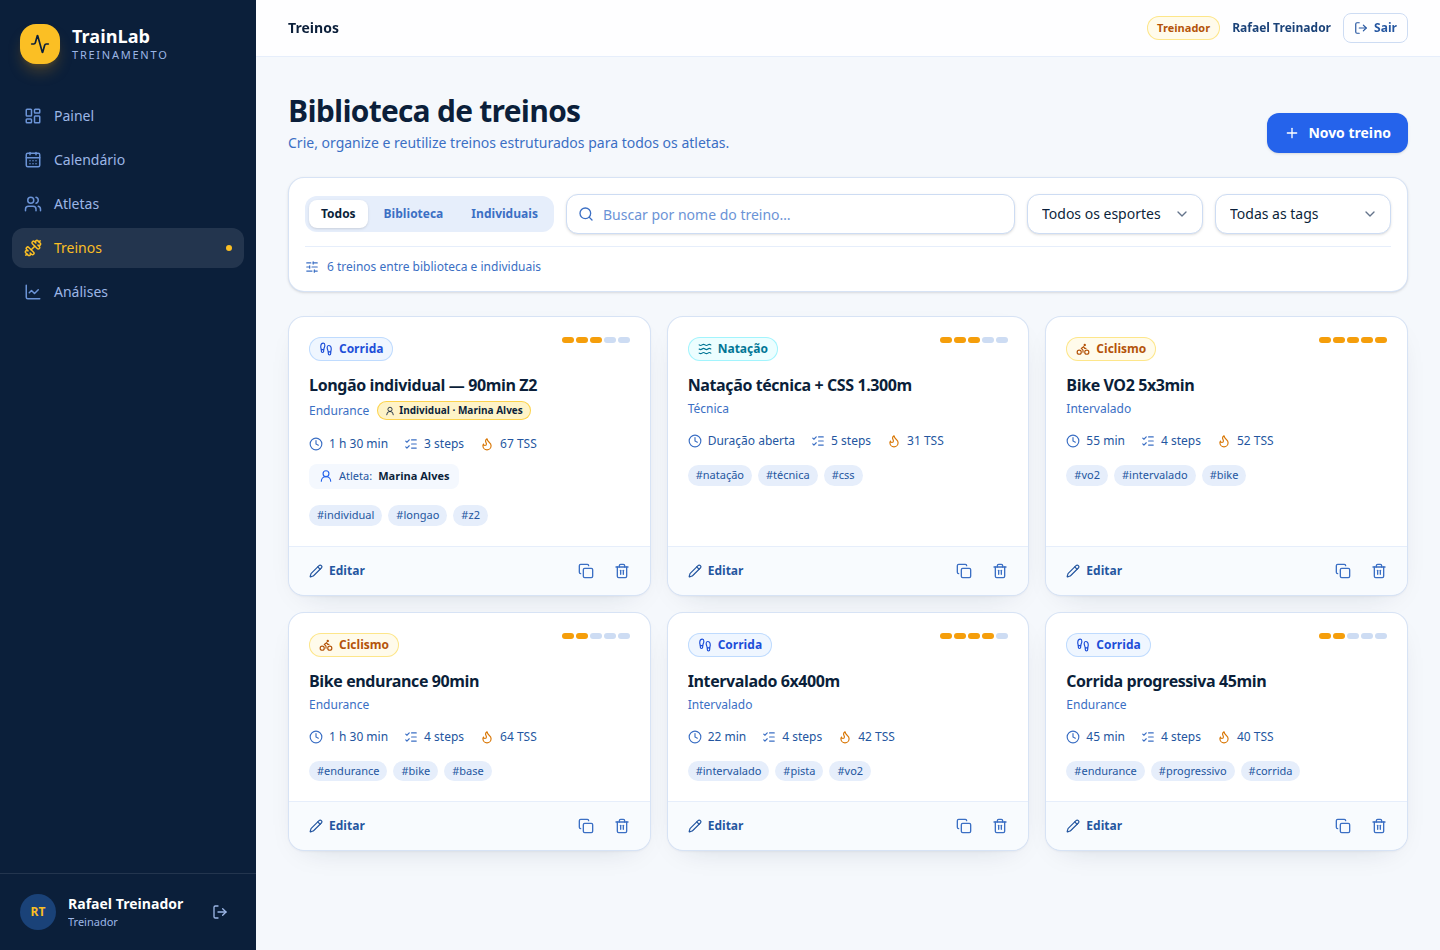 TrainLab
TREINAMENTO
Painel
Calendário
Atletas
Treinos
Análises
Rafael Treinador
Treinador
RT
Treinos
Treinador
Rafael Treinador
Sair
Biblioteca de treinos
Crie, organize e reutilize treinos estruturados para todos os atletas.
Novo treino
Todos
Biblioteca
Individuais
Buscar por nome do treino...
Todos os esportes
Todas as tags
6 treinos entre biblioteca e individuais
Corrida
Longão individual — 90min Z2
Endurance
Individual · Marina Alves
1 h 30 min
3 steps
67 TSS
Atleta: Marina Alves
#individual
#longao
#z2
Editar
Natação
Natação técnica + CSS 1.300m
Técnica
Duração aberta
5 steps
31 TSS
#natação
#técnica
#css
Editar
Ciclismo
Bike VO2 5x3min
Intervalado
55 min
4 steps
52 TSS
#vo2
#intervalado
#bike
Editar
Ciclismo
Bike endurance 90min
Endurance
1 h 30 min
4 steps
64 TSS
#endurance
#bike
#base
Editar
Corrida
Intervalado 6x400m
Intervalado
22 min
4 steps
42 TSS
#intervalado
#pista
#vo2
Editar
Corrida
Corrida progressiva 45min
Endurance
45 min
4 steps
40 TSS
#endurance
#progressivo
#corrida
Editar